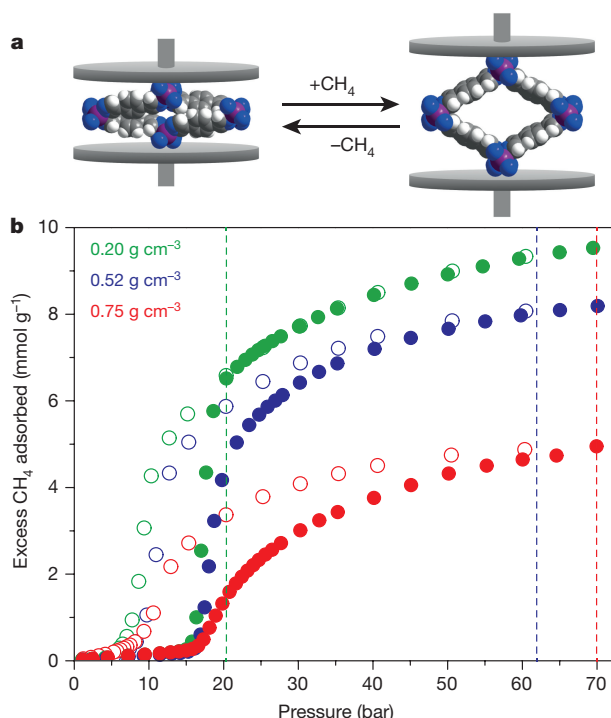 a
+CH₄
–CH₄
b
10
0.20 g cm⁻³
0.52 g cm⁻³
0.75 g cm⁻³
8
6
4
2
0
Excess CH₄ adsorbed (mmol g⁻¹)
0 10 20 30 40 50 60 70
Pressure (bar)